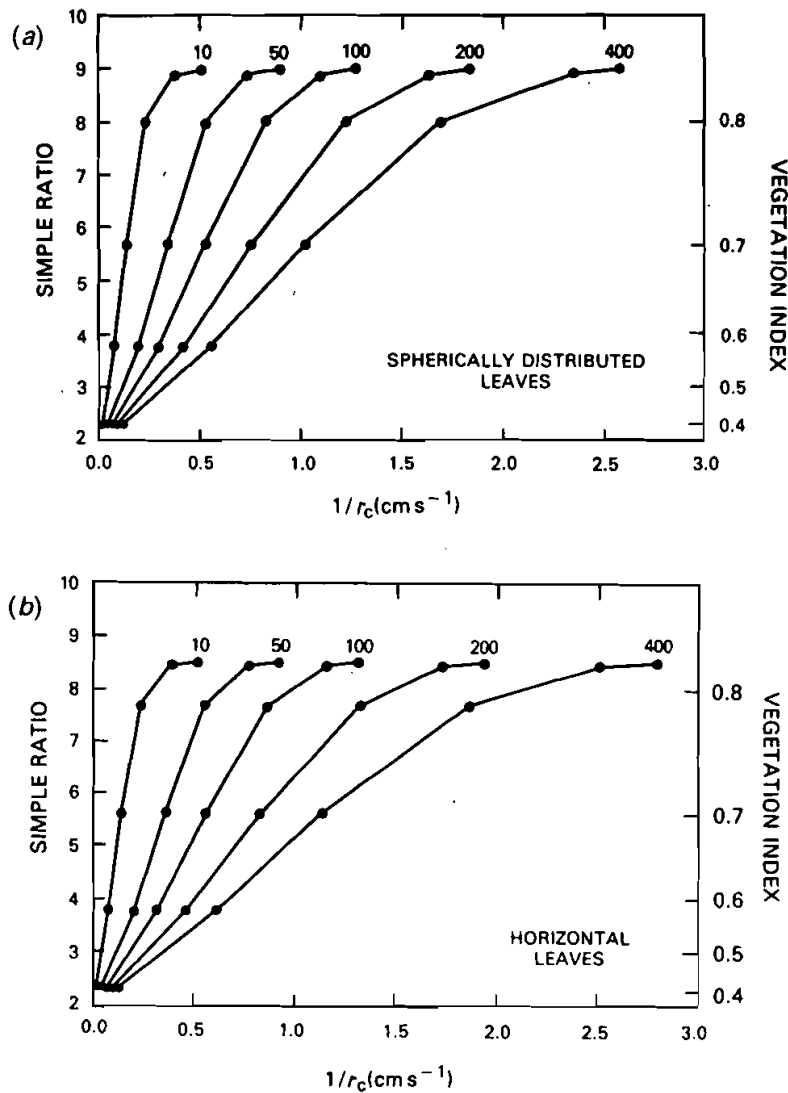 (a)
10
9
8
7
6
5
4
3
2
SIMPLE RATIO
10 50 100 200 400
0.8
0.7
0.6
0.5
0.4
VEGETATION INDEX
SPHERICALLY DISTRIBUTED
LEAVES
0.0 0.5 1.0 1.5 2.0 2.5 3.0
1/rc(cm s−1)
(b)
10
9
8
7
6
5
4
3
2
SIMPLE RATIO
10 50 100 200 400
0.8
0.7
0.6
0.5
0.4
VEGETATION INDEX
HORIZONTAL
LEAVES
0.0 0.5 1.0 1.5 2.0 2.5 3.0
1/rc(cm s−1)